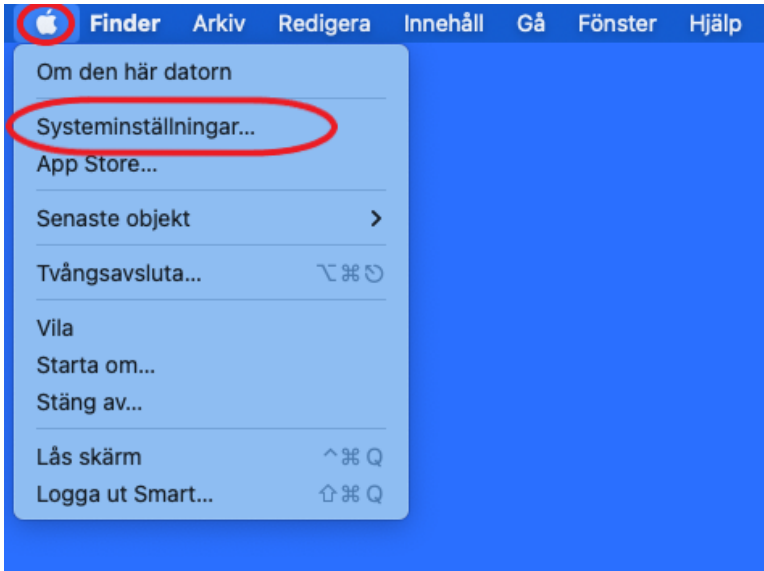 Finder Arkiv Redigera Innehåll Gå Fönster Hjälp
Om den här datorn
Systeminställningar...
App Store...
Senaste objekt
Tvångsavsluta... ⌥⌘⎋
Vila
Starta om...
Stäng av...
Lås skärm ^⌘Q
Logga ut Smart... ⇧⌘Q